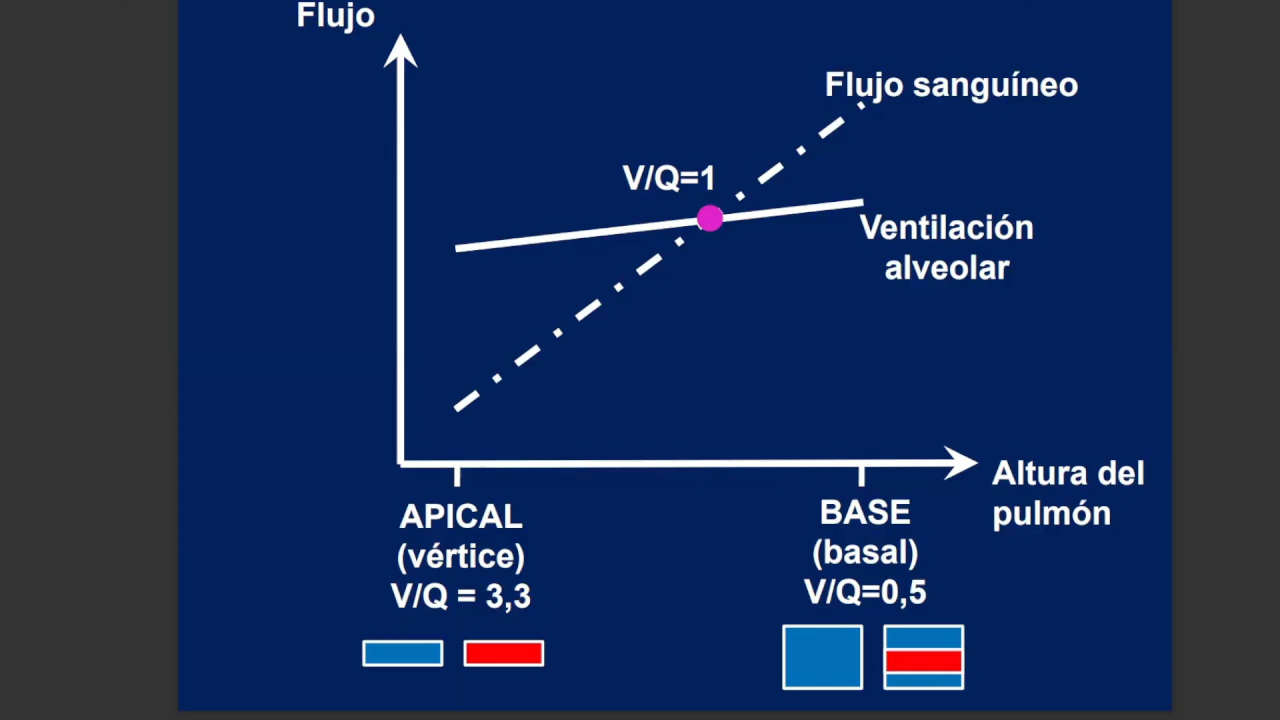 Flujo
Flujo sanguíneo
V/Q=1
Ventilación
alveolar
Altura del
pulmón
APICAL
(vértice)
V/Q = 3,3
BASE
(basal)
V/Q=0,5